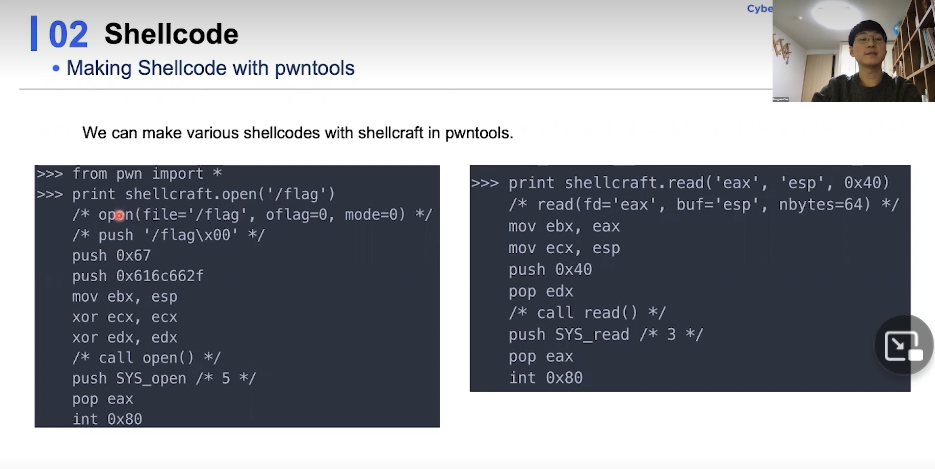 Cybe
02 Shellcode
• Making Shellcode with pwntools
We can make various shellcodes with shellcraft in pwntools.
>>> from pwn import *
>>> print shellcraft.open('/flag')
/* open(file='/flag', oflag=0, mode=0) */
/* push '/flag\x00' */
push 0x67
push 0x616c662f
mov ebx, esp
xor ecx, ecx
xor edx, edx
/* call open() */
push SYS_open /* 5 */
pop eax
int 0x80
>>> print shellcraft.read('eax', 'esp', 0x40)
/* read(fd='eax', buf='esp', nbytes=64) */
mov ebx, eax
mov ecx, esp
push 0x40
pop edx
/* call read() */
push SYS_read /* 3 */
pop eax
int 0x80